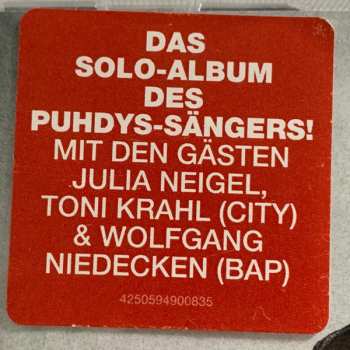 DAS
SOLO-ALBUM
DES
PUHDYS-SÄNGERS!
MIT DEN GÄSTEN
JULIA NEIGEL,
TONI KRAHL (CITY)
& WOLFGANG
NIEDECKEN (BAP)
4250594900835